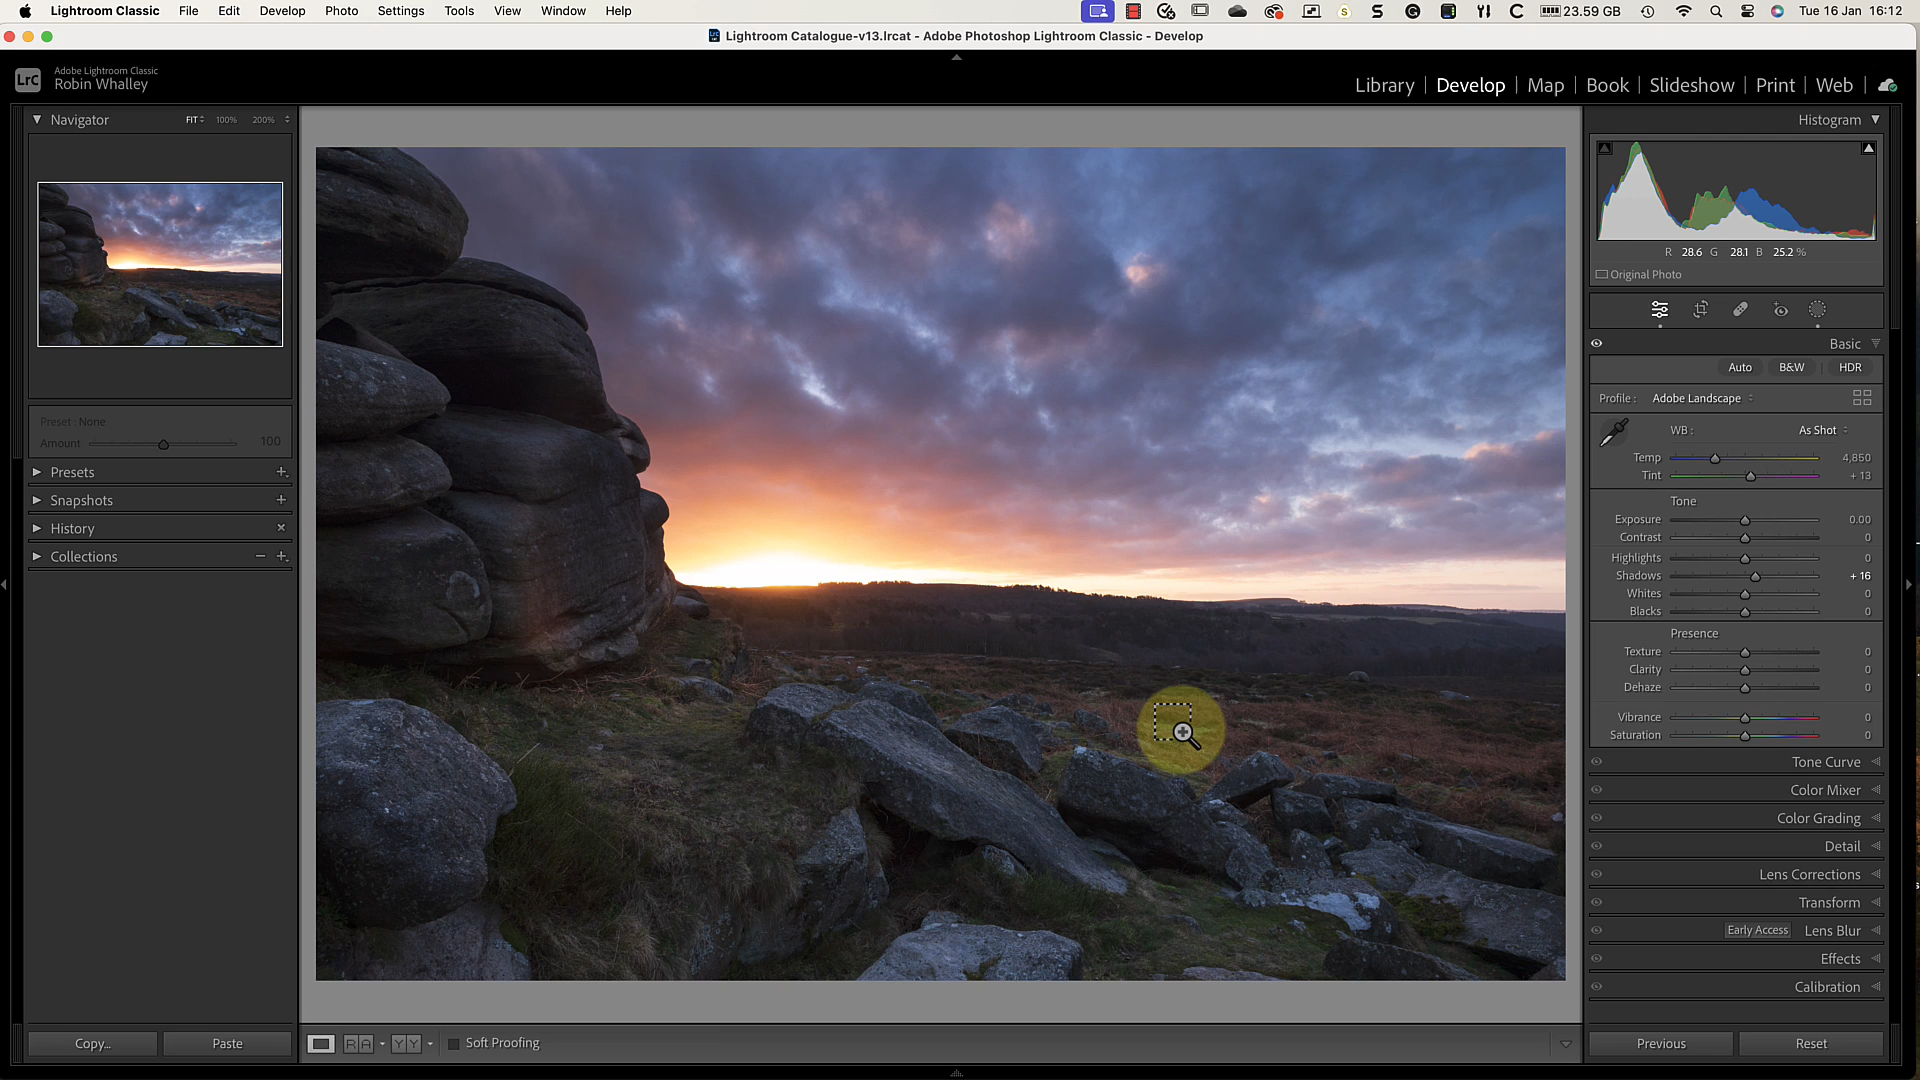 Lightroom Classic File Edit Develop Photo Settings Tools View Window Help 23.59 GB Tue 16 Jan 16:12
Lightroom Catalogue-v13.lrcat - Adobe Photoshop Lightroom Classic - Develop
LrC
Adobe Lightroom Classic
Robin Whalley
Library | Develop | Map | Book | Slideshow | Print | Web
Navigator FIT 100% 200%
Preset : None
Amount 100
Presets
Snapshots
History
Collections
Copy... Paste
R A Y Y Soft Proofing
Histogram
R 28.6 G 28.1 B 25.2 %
Original Photo
Basic
Auto B&W HDR
Profile : Adobe Landscape
WB : As Shot
Temp 4,850
Tint + 13
Tone
Exposure 0.00
Contrast 0
Highlights 0
Shadows + 16
Whites 0
Blacks 0
Presence
Texture 0
Clarity 0
Dehaze 0
Vibrance 0
Saturation 0
Tone Curve
Color Mixer
Color Grading
Detail
Lens Corrections
Transform
Early Access Lens Blur
Effects
Calibration
Previous Reset